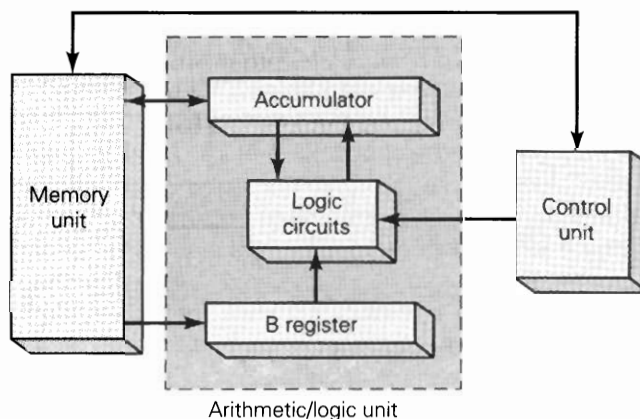 Accumulator
Memory
unit
Logic
circuits
Control
unit
B register
Arithmetic/logic unit